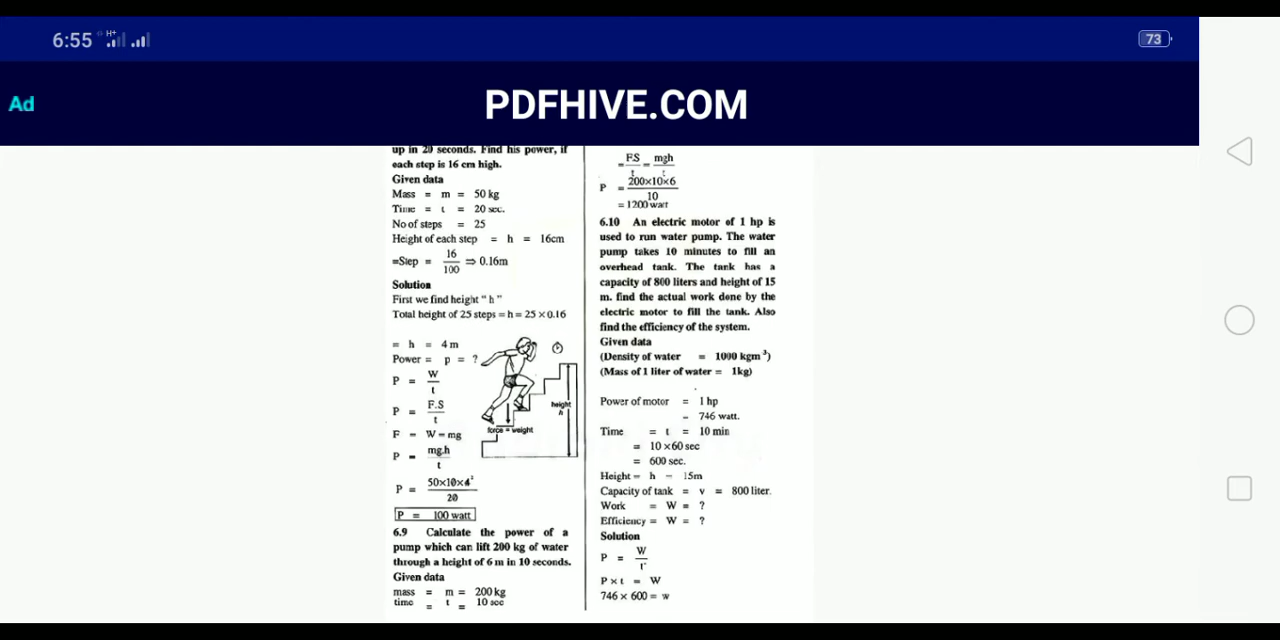 6:55 H+
73
Ad
PDFHIVE.COM
up in 20 seconds. Find his power, if
each step is 16 cm high.
Given data
Mass = m = 50 kg
Time = t = 20 sec.
No of steps = 25
Height of each step = h = 16cm
=Step = 16/100 ⇒ 0.16m
Solution
First we find height "h"
Total height of 25 steps = h = 25 × 0.16
= h = 4 m
Power = p = ?
P = W/t
P = F.S/t
F = W = mg
P = mg.h/t
P = 50×10×4/20
P = 100 watt
height
h
force = weight
6.9 Calculate the power of a
pump which can lift 200 kg of water
through a height of 6 m in 10 seconds.
Given data
mass = m = 200 kg
time = t = 10 sec
= F.S/t = mgh/t
P = 200×10×6/10
= 1200 watt
6.10 An electric motor of 1 hp is
used to run water pump. The water
pump takes 10 minutes to fill an
overhead tank. The tank has a
capacity of 800 liters and height of 15
m. find the actual work done by the
electric motor to fill the tank. Also
find the efficiency of the system.
Given data
(Density of water = 1000 kgm³)
(Mass of 1 liter of water = 1kg)
Power of motor = 1 hp
= 746 watt.
Time = t = 10 min
= 10 × 60 sec
= 600 sec.
Height = h = 15m
Capacity of tank = v = 800 liter.
Work = W = ?
Efficiency = W = ?
Solution
P = W/t
P × t = W
746 × 600 = w